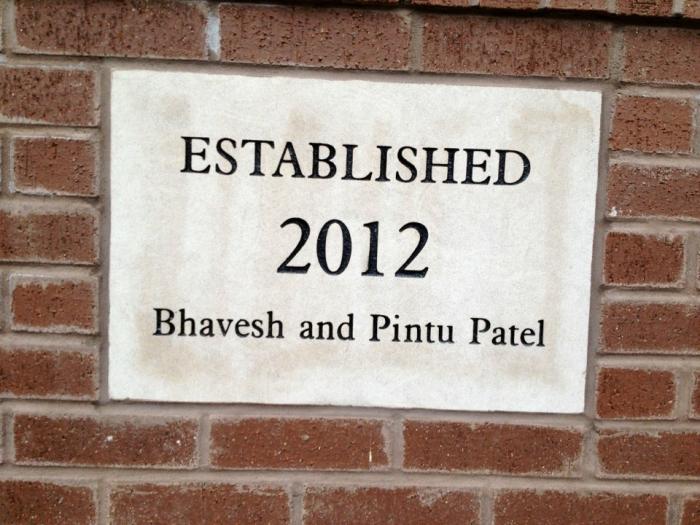 ESTABLISHED
2012
Bhavesh and Pintu Patel